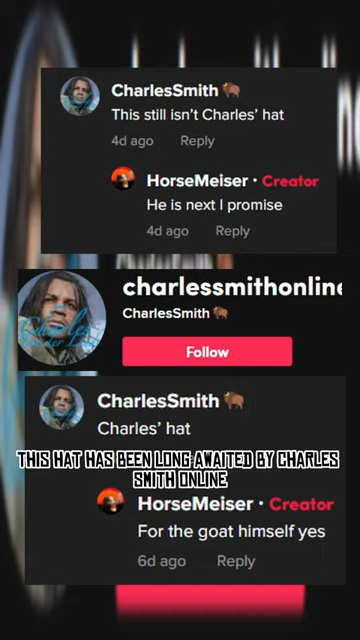 CharlesSmith🦬
This still isn't Charles' hat
4d ago Reply
HorseMeiser · Creator
He is next I promise
4d ago Reply
charlessmithonline
CharlesSmith🦬
Follow
CharlesSmith🦬
Charles' hat
THIS HAT HAS BEEN LONG AWAITED BY CHARLES
SMITH ONLINE
HorseMeiser · Creator
For the goat himself yes
6d ago Reply